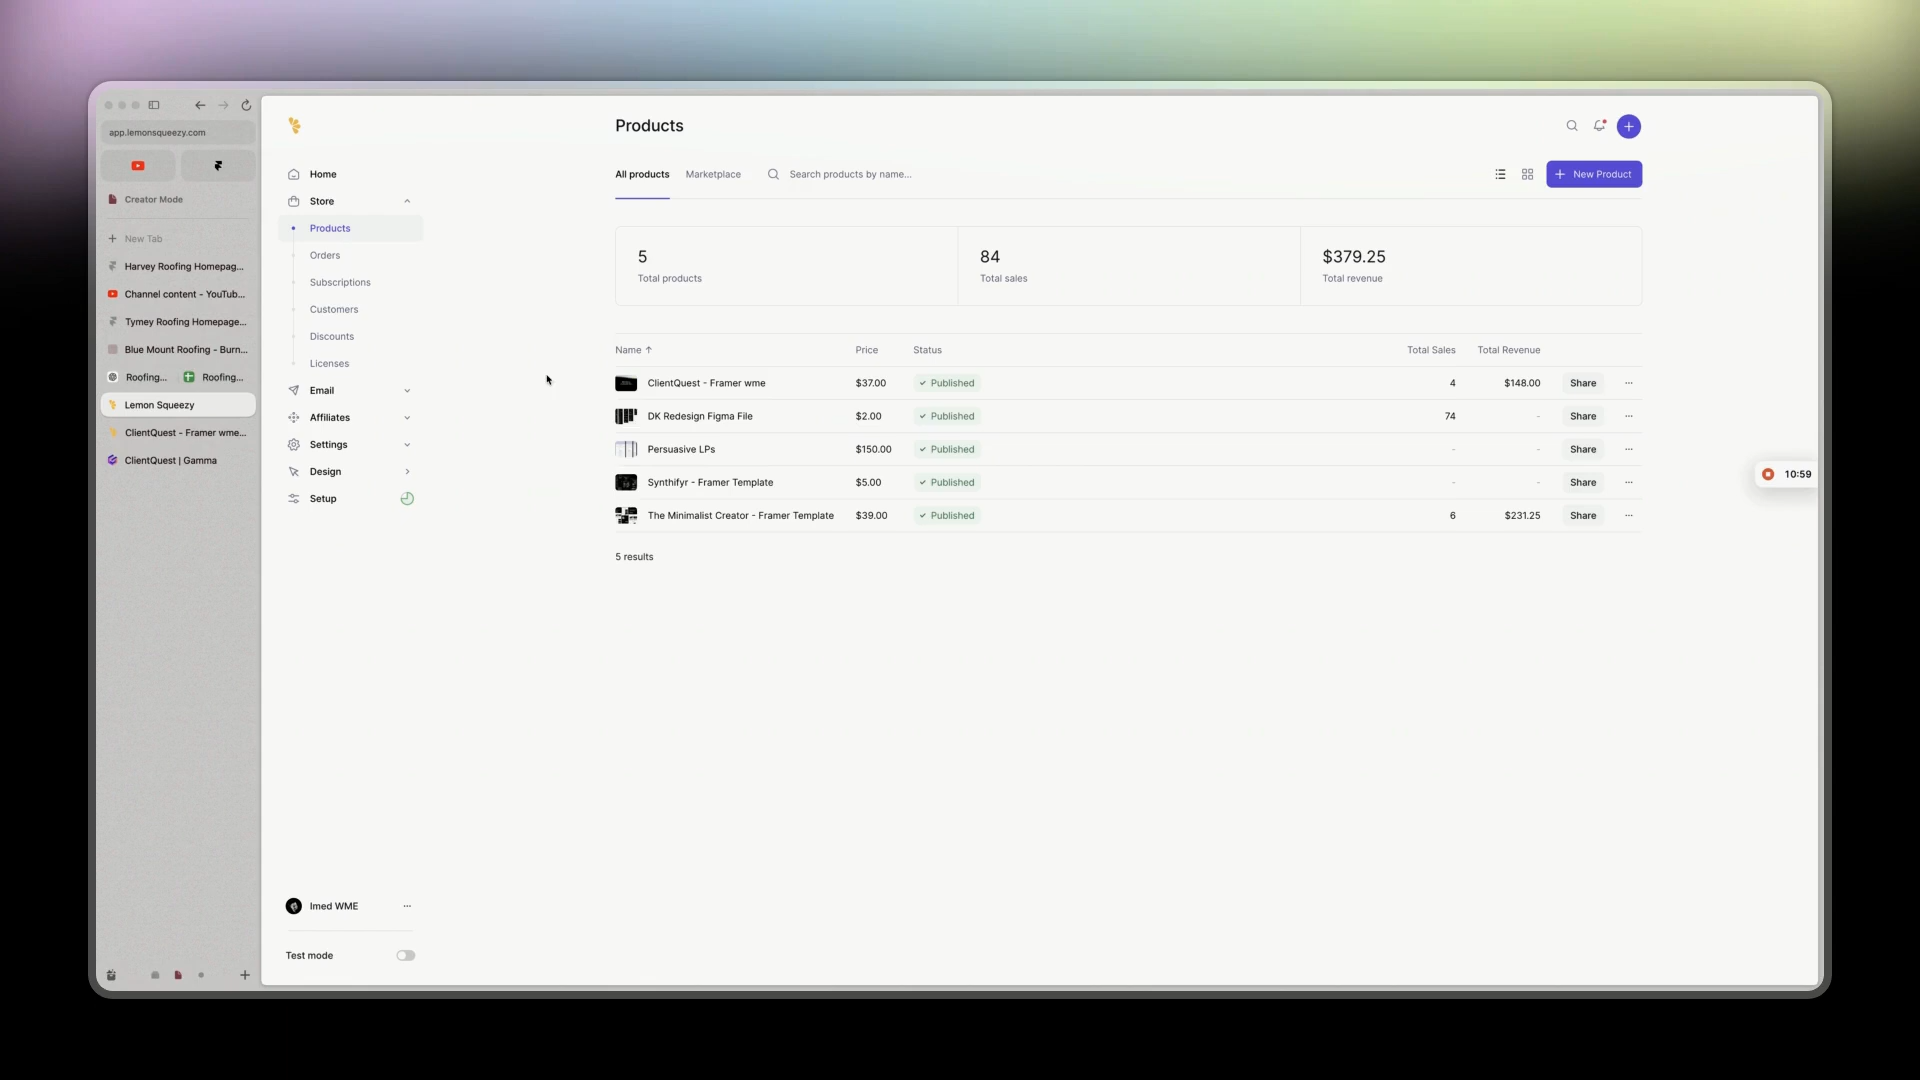 app.lemonsqueezy.com
Creator Mode
New Tab
Harvey Roofing Homepag...
Channel content - YouTub...
Tymey Roofing Homepage...
Blue Mount Roofing - Burn...
Roofing... Roofing...
Lemon Squeezy
ClientQuest - Framer wme...
ClientQuest | Gamma
Home
Store
Products
Orders
Subscriptions
Customers
Discounts
Licenses
Email
Affiliates
Settings
Design
Setup
Imed WME
Test mode
Products
All products Marketplace Search products by name... New Product
5 84 $379.25
Total products Total sales Total revenue
Name Price Status Total Sales Total Revenue
ClientQuest - Framer wme $37.00 Published 4 $148.00 Share
DK Redesign Figma File $2.00 Published 74 - Share
Persuasive LPs $150.00 Published - - Share
Synthifyr - Framer Template $5.00 Published - - Share
The Minimalist Creator - Framer Template $39.00 Published 6 $231.25 Share
5 results
10:59